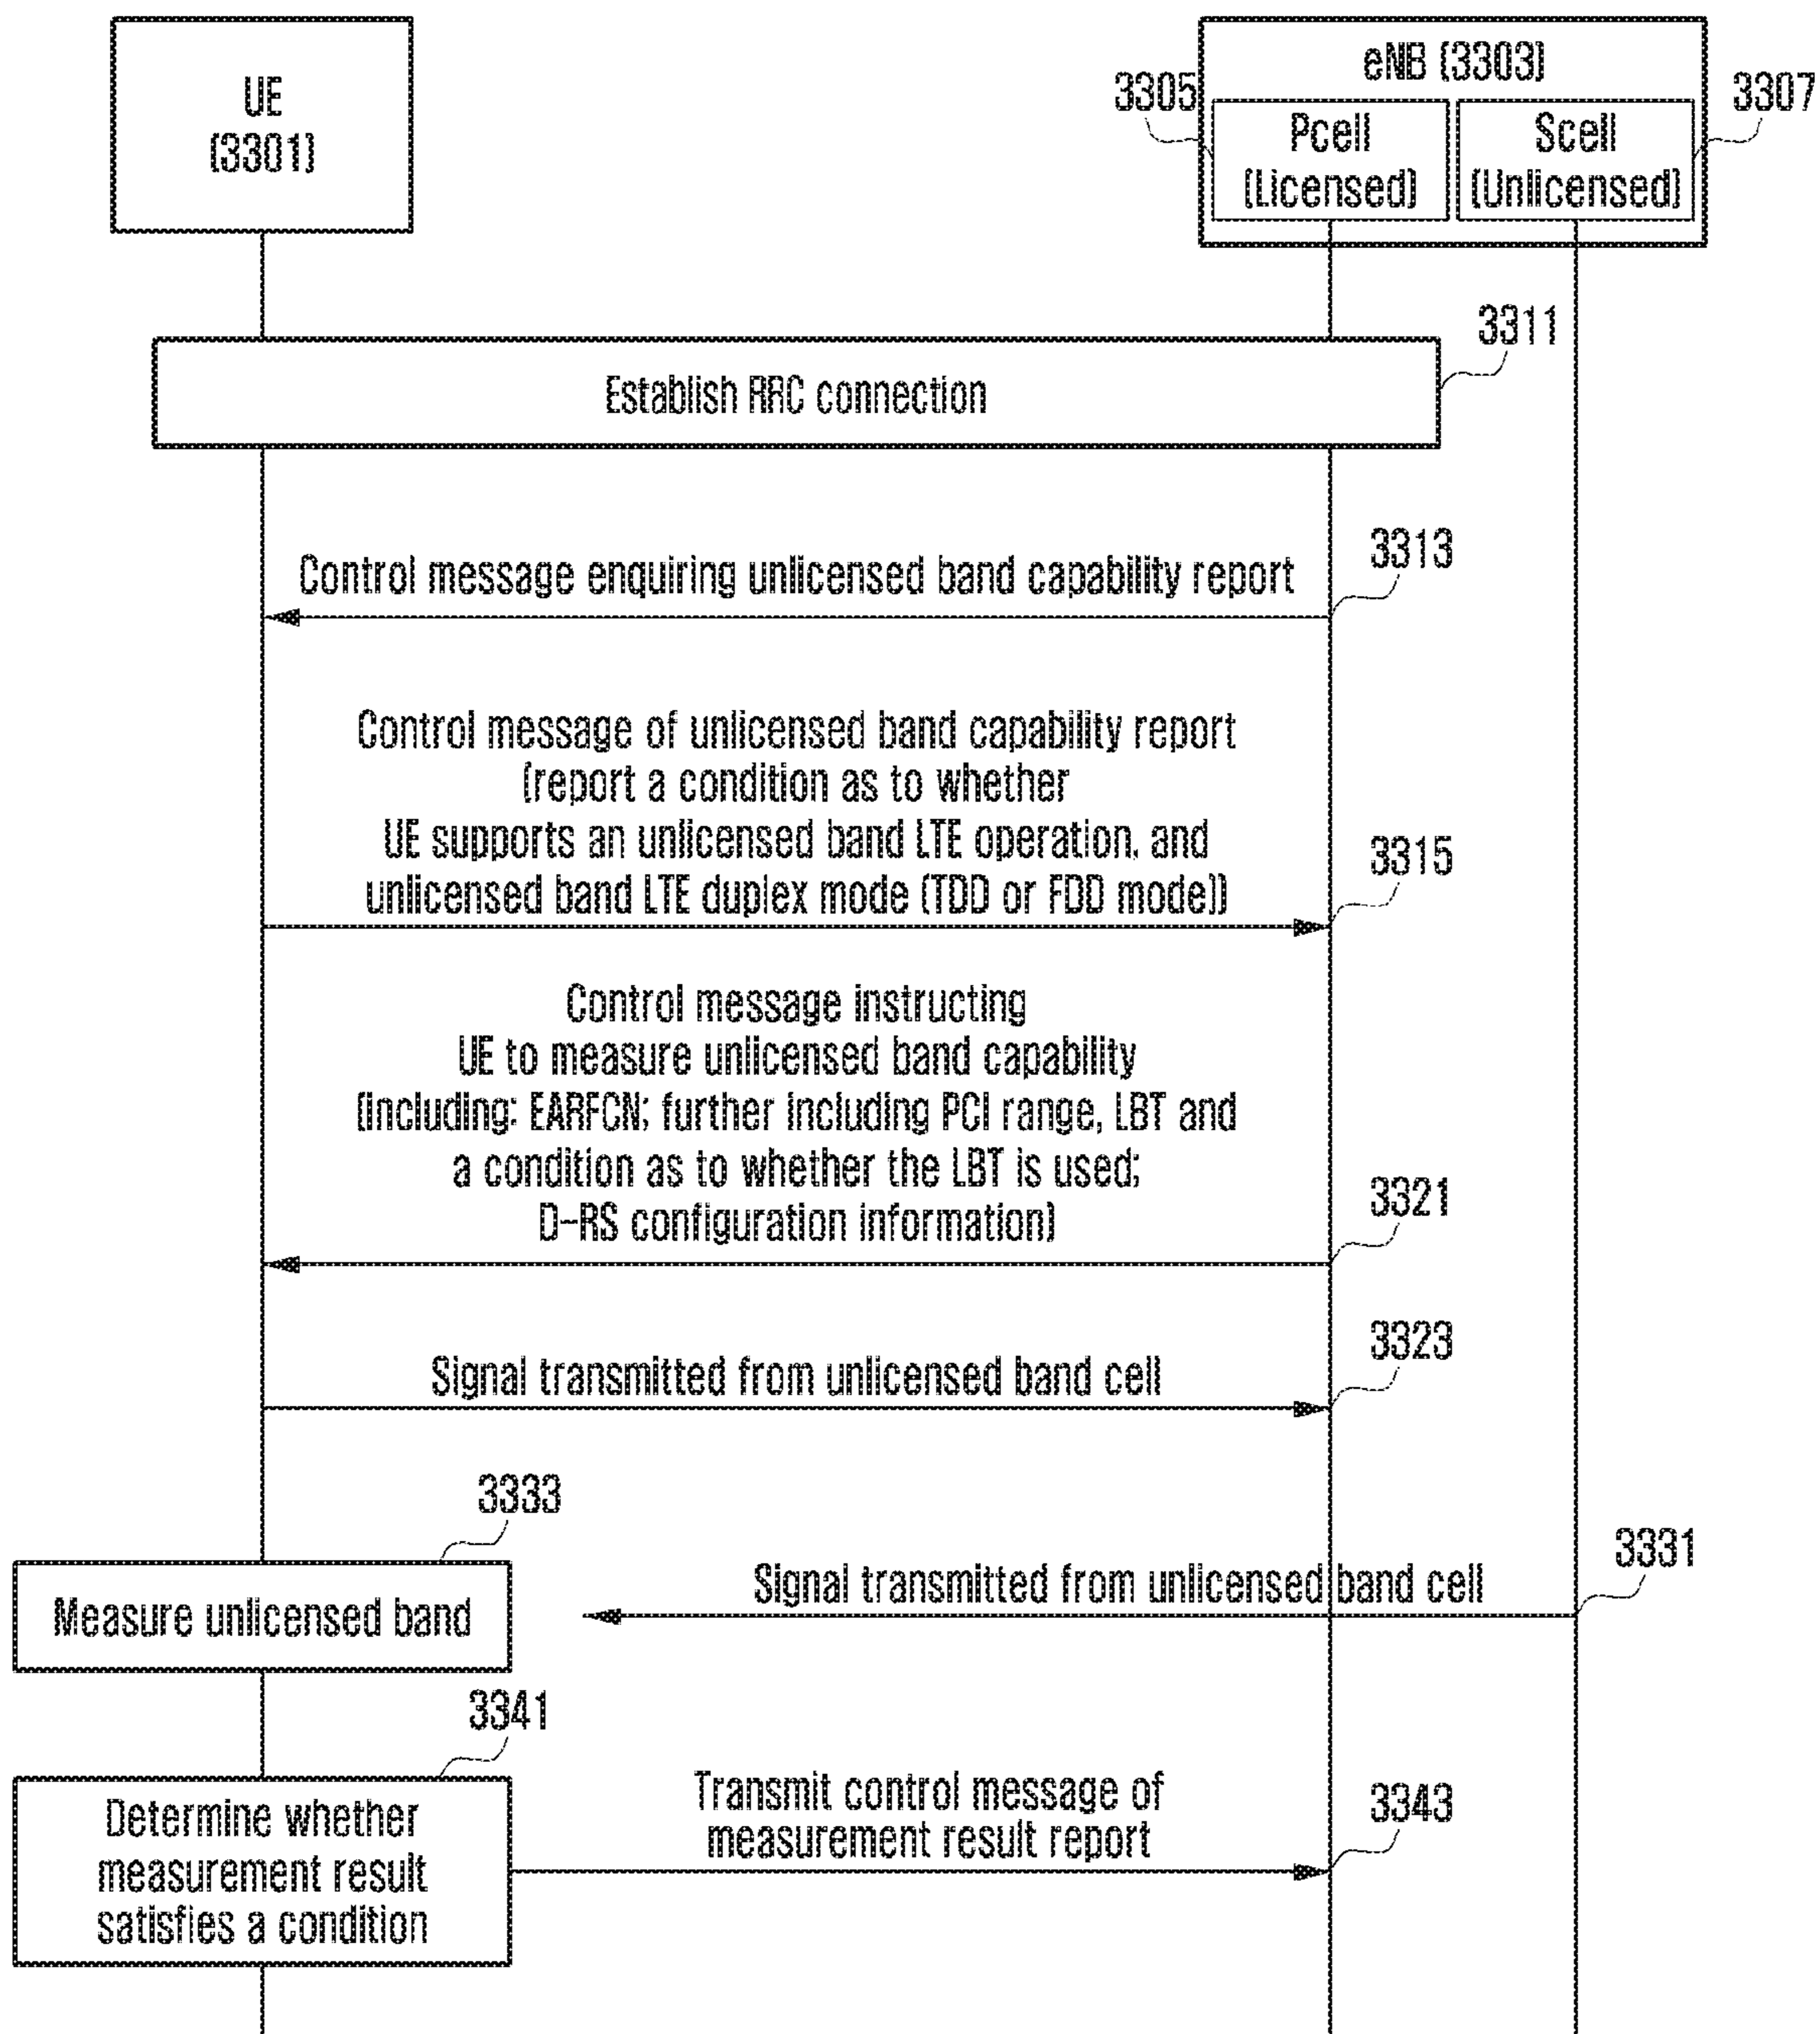 UE
(3301)
eNB (3303)
3305
Pcell
(Licensed)
Scell
(Unlicensed)
3307
3311
Establish RRC connection
3313
Control message enquiring unlicensed band capability report
Control message of unlicensed band capability report
(report a condition as to whether
UE supports an unlicensed band LTE operation, and
unlicensed band LTE duplex mode (TDD or FDD mode))
3315
Control message instructing
UE to measure unlicensed band capability
(including: EARFCN; further including PCI range, LBT and
a condition as to whether the LBT is used;
D-RS configuration information)
3321
3323
Signal transmitted from unlicensed band cell
3333
Measure unlicensed band
3331
Signal transmitted from unlicensed band cell
3341
Determine whether
measurement result
satisfies a condition
Transmit control message of
measurement result report
3343